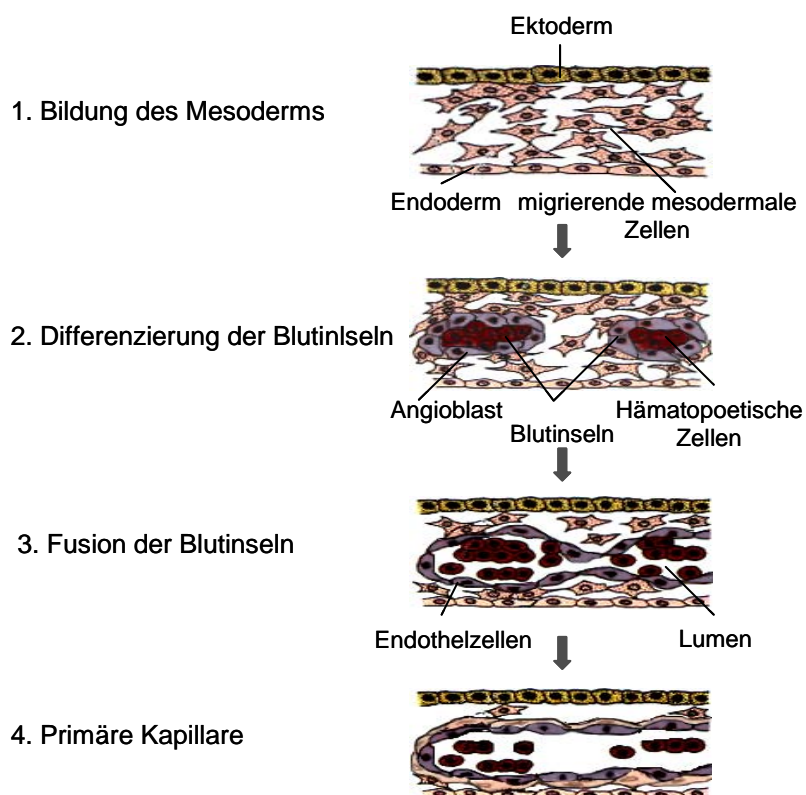 Ektoderm
1. Bildung des Mesoderms
Endoderm
migrierende mesodermale
Zellen
2. Differenzierung der Blutinlseln
Angioblast
Hämatopoetische
Zellen
Blutinseln
3. Fusion der Blutinseln
Endothelzellen
Lumen
4. Primäre Kapillare